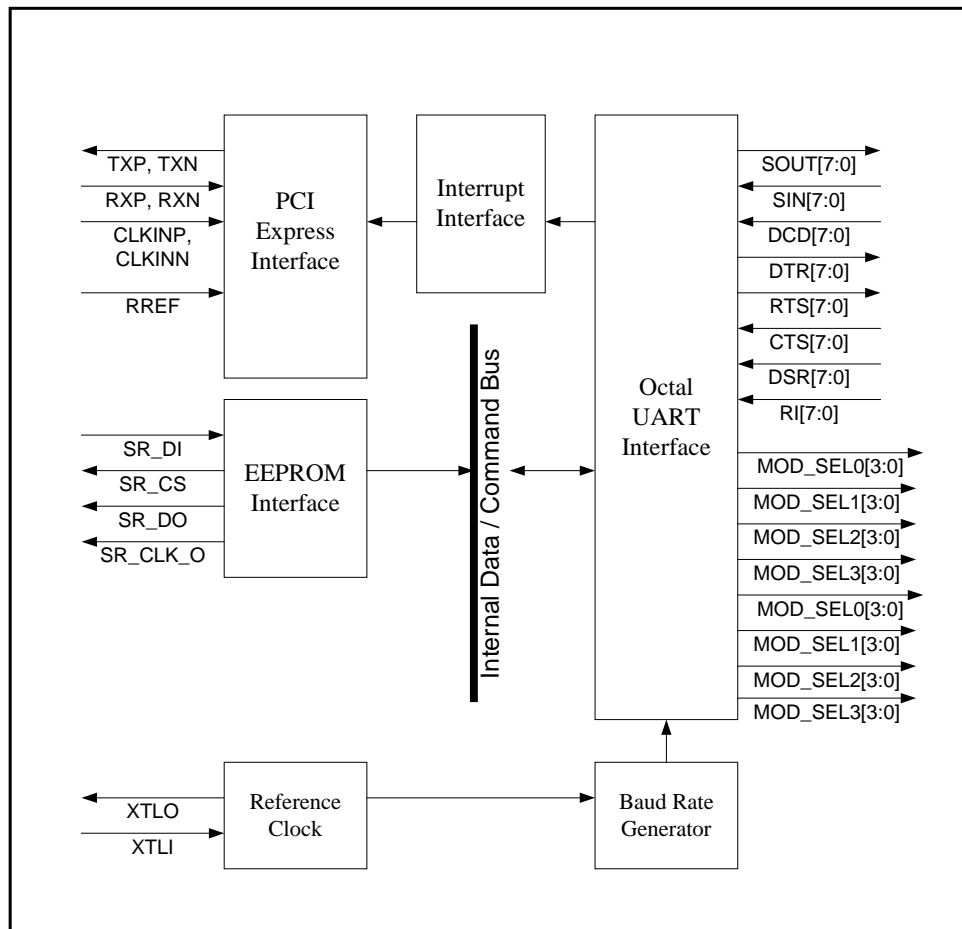 TXP, TXN
RXP, RXN
CLKINP,
CLKINN
RREF
PCI
Express
Interface
Interrupt
Interface
Octal
UART
Interface
SOUT[7:0]
SIN[7:0]
DCD[7:0]
DTR[7:0]
RTS[7:0]
CTS[7:0]
DSR[7:0]
RI[7:0]
MOD_SEL0[3:0]
MOD_SEL1[3:0]
MOD_SEL2[3:0]
MOD_SEL3[3:0]
MOD_SEL0[3:0]
MOD_SEL1[3:0]
MOD_SEL2[3:0]
MOD_SEL3[3:0]
SR_DI
SR_CS
SR_DO
SR_CLK_O
EEPROM
Interface
Internal Data / Command Bus
XTLO
XTLI
Reference
Clock
Baud Rate
Generator